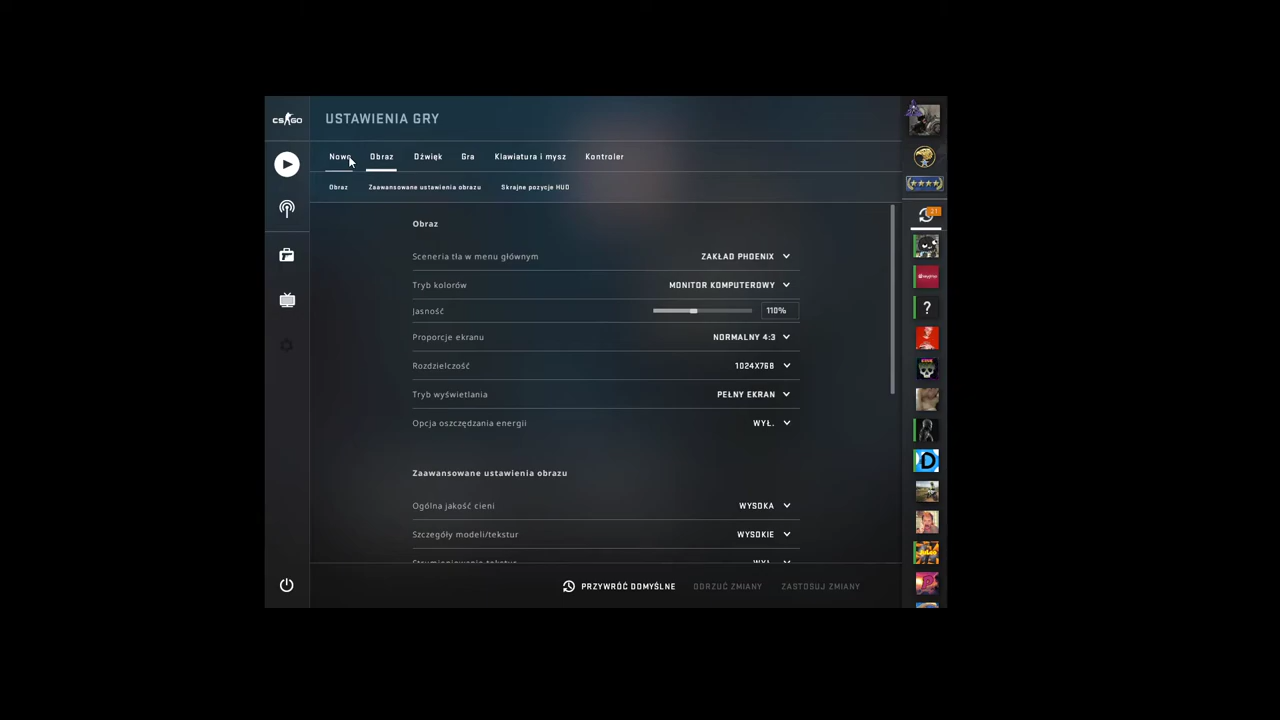 CS GO
USTAWIENIA GRY
Nowe Obraz Dźwięk Gra Klawiatura i mysz Kontroler
Obraz Zaawansowane ustawienia obrazu Skrajne pozycje HUD
21
Obraz
Sceneria tła w menu głównym ZAKŁAD PHOENIX
Tryb kolorów MONITOR KOMPUTEROWY
Jasność 110%
Proporcje ekranu NORMALNY 4:3
Rozdzielczość 1024X768
Tryb wyświetlania PEŁNY EKRAN
Opcja oszczędzania energii WYŁ.
?
D
Zaawansowane ustawienia obrazu
Ogólna jakość cieni WYSOKA
Szczegóły modeli/tekstur WYSOKIE
PRZYWRÓĆ DOMYŚLNE ODRZUĆ ZMIANY ZASTOSUJ ZMIANY